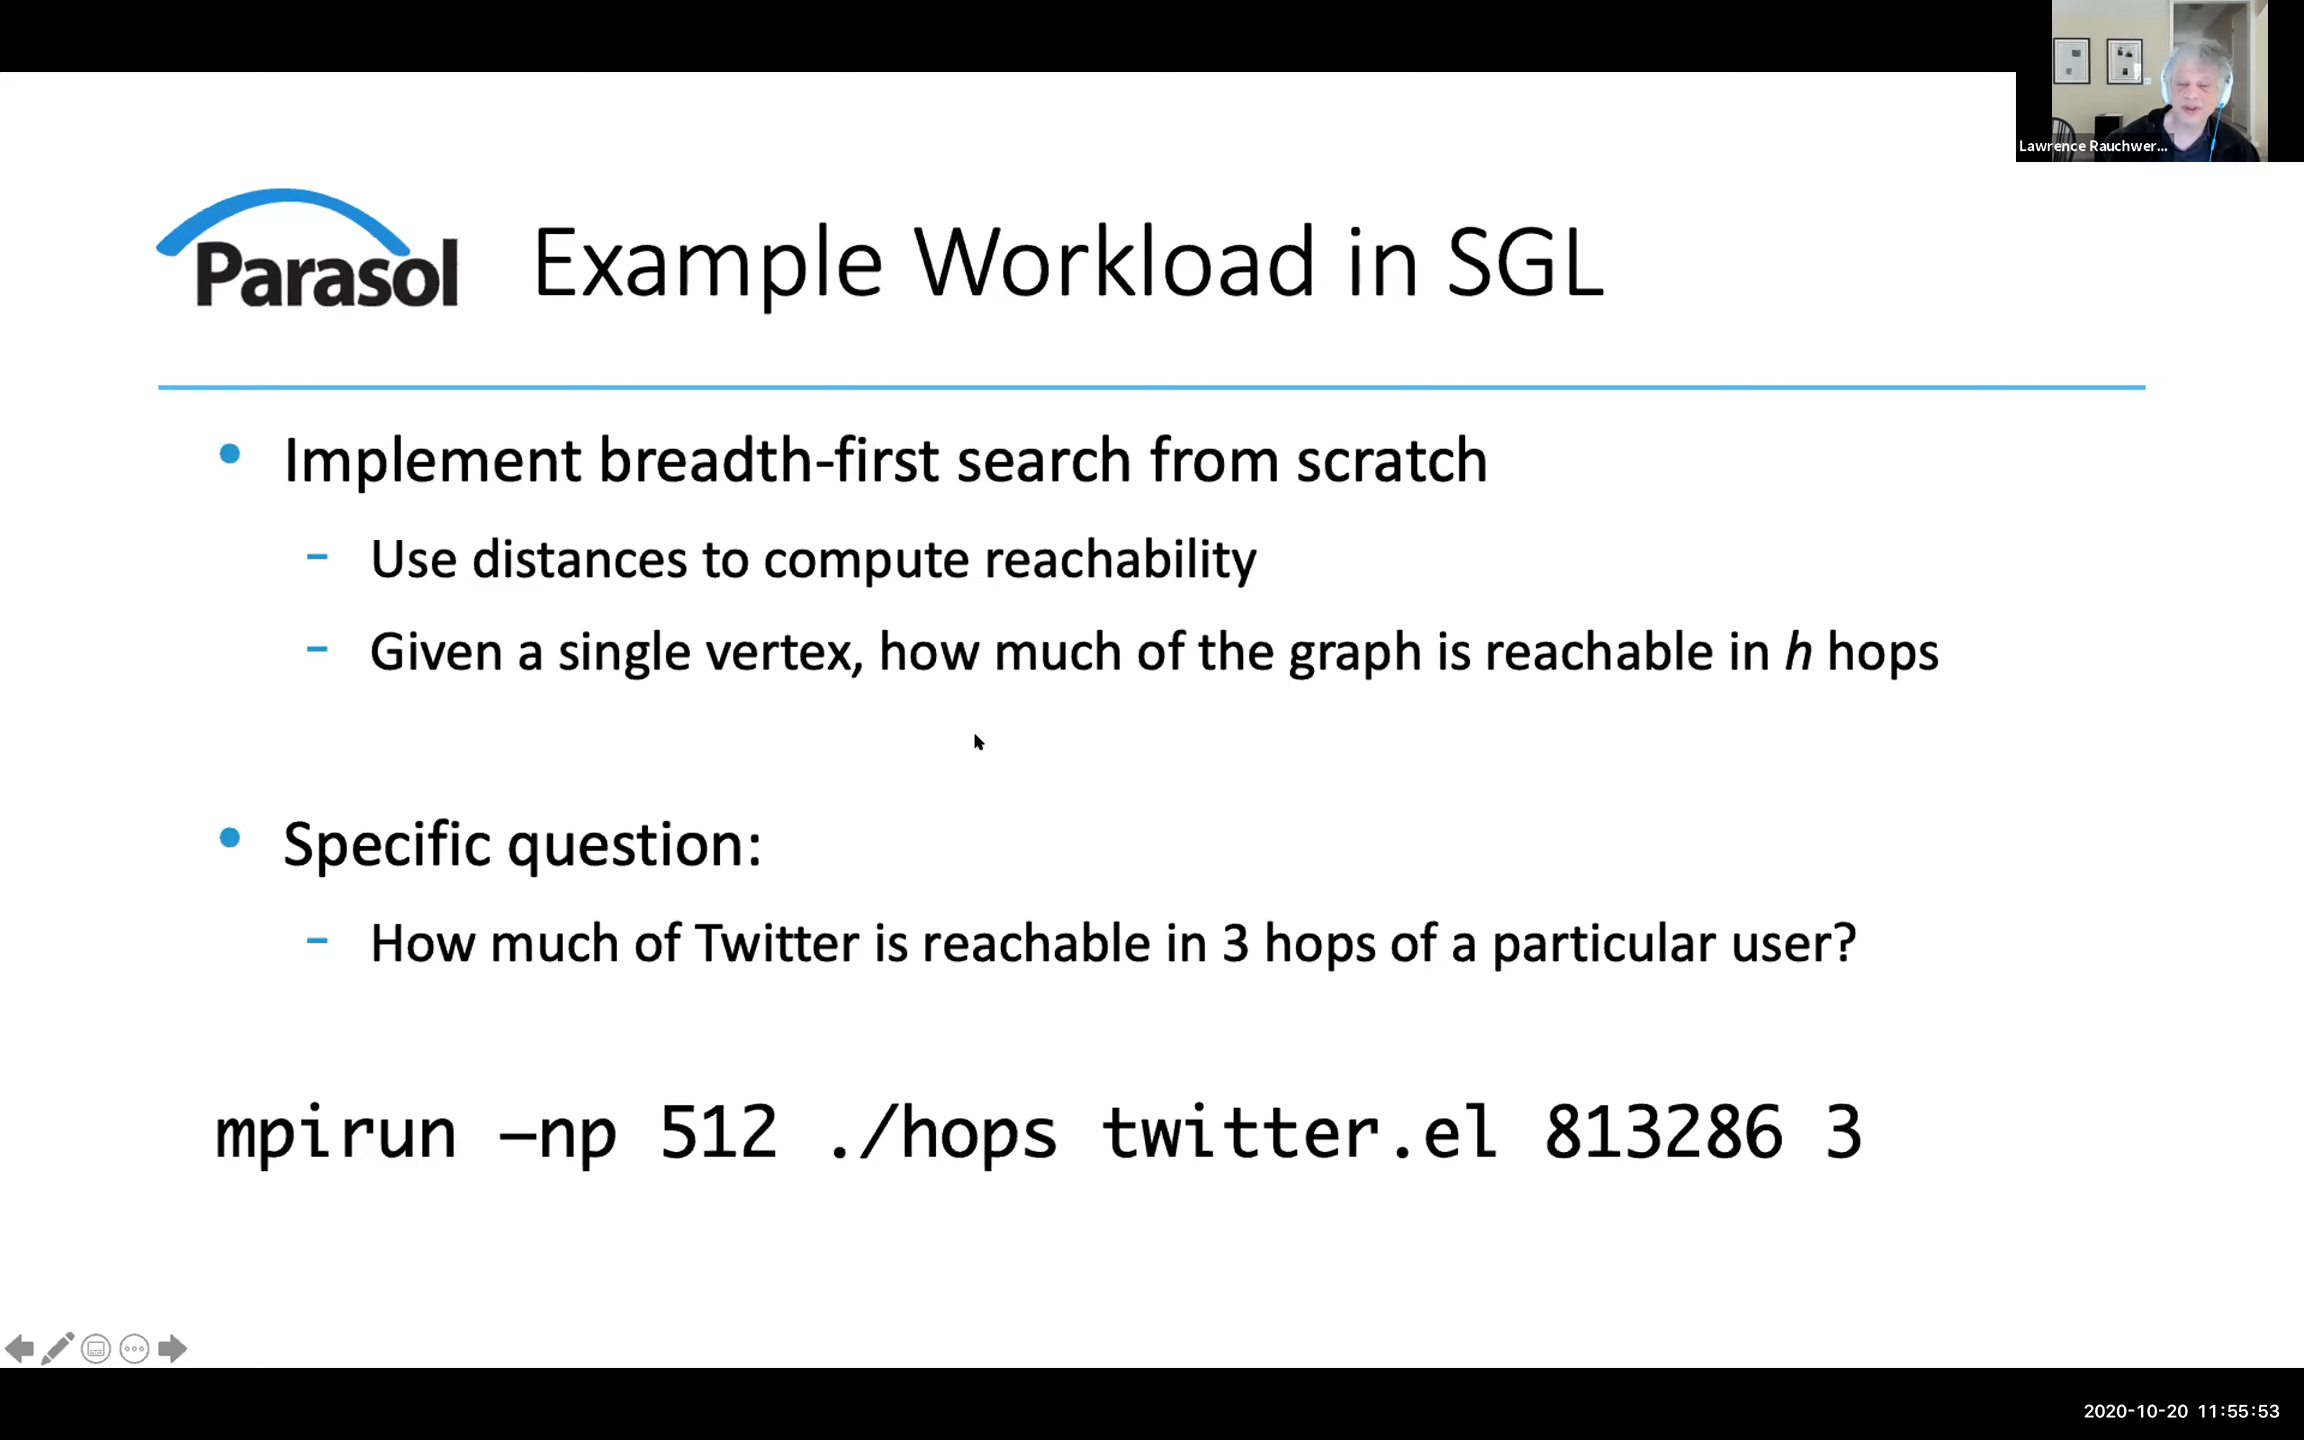 Lawrence Rauchwer...
Parasol
Example Workload in SGL
• Implement breadth-first search from scratch
- Use distances to compute reachability
- Given a single vertex, how much of the graph is reachable in h hops
• Specific question:
- How much of Twitter is reachable in 3 hops of a particular user?
mpirun –np 512 ./hops twitter.el 813286 3
2020-10-20 11:55:53